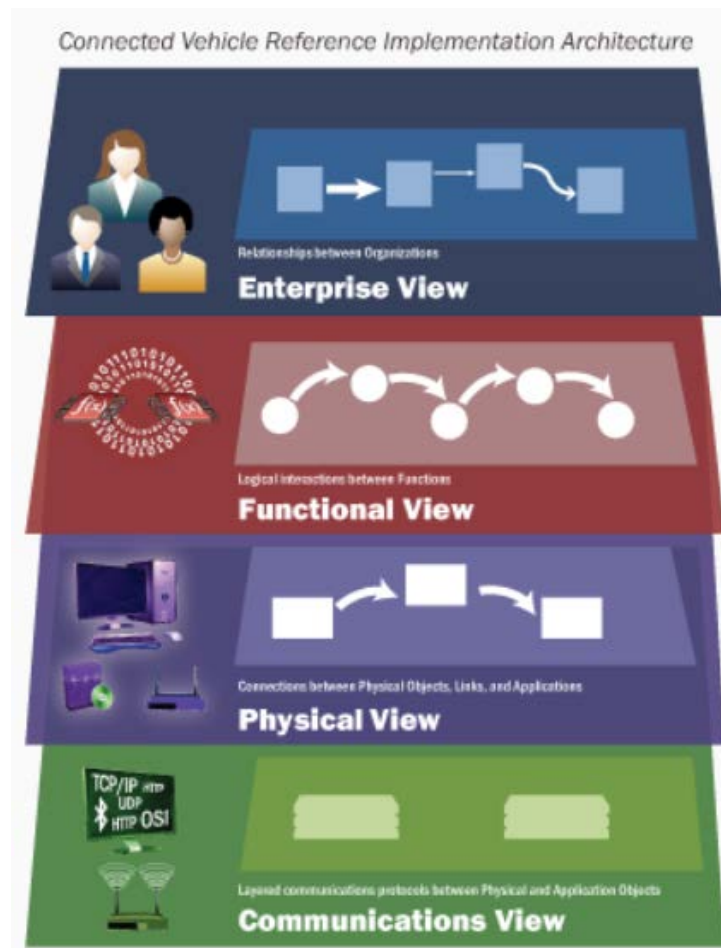 Connected Vehicle Reference Implementation Architecture
Relationships between Organizations
Enterprise View
f(x) f(x)
Logical Interactions between Functions
Functional View
Connections between Physical Objects, Links, and Applications
Physical View
TCP/IP HTTP
UDP
HTTP OSI
Layered communications protocols between Physical and Application Objects
Communications View